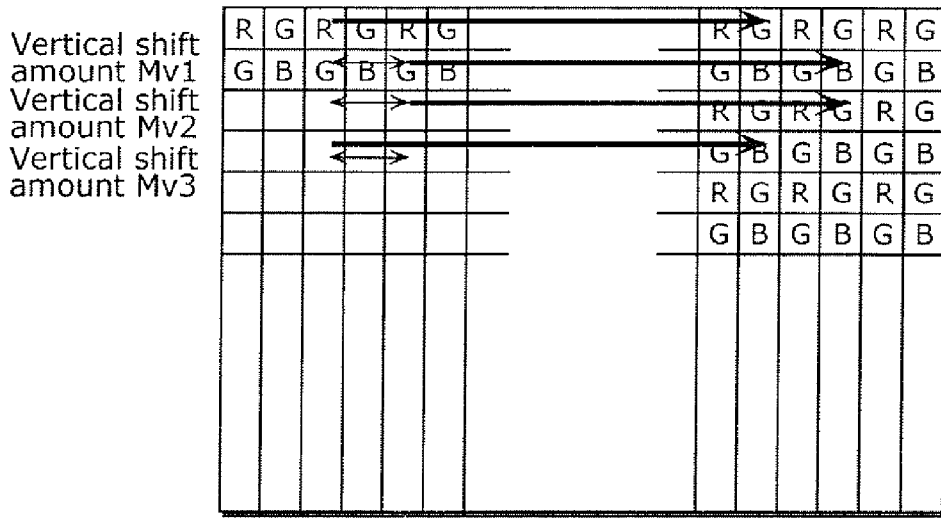 R G R G R G R G R G R G
Vertical shift
amount Mv1
G B G B G B G B G B G B
Vertical shift
amount Mv2
R G R G R G
Vertical shift
amount Mv3
G B G B G B
R G R G R G
G B G B G B